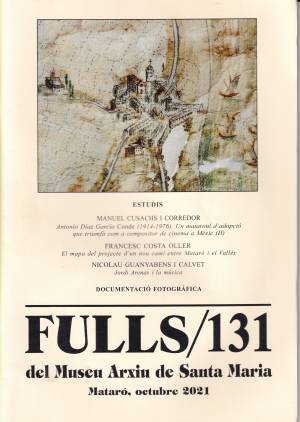 ESTUDIS
MANUEL CUSACHS I CORREDOR
Antonio Díaz García Conde (1914-1976). Un mataroní d'adopció
que triomfà com a compositor de cinema a Mèxic (II)
FRANCESC COSTA OLLER
El mapa del projecte d'un nou camí entre Mataró i el Vallès
NICOLAU GUANYABENS I CALVET
Jordi Arenas i la música
DOCUMENTACIÓ FOTOGRÀFICA
FULLS/131
del Museu Arxiu de Santa Maria
Mataró, octubre 2021